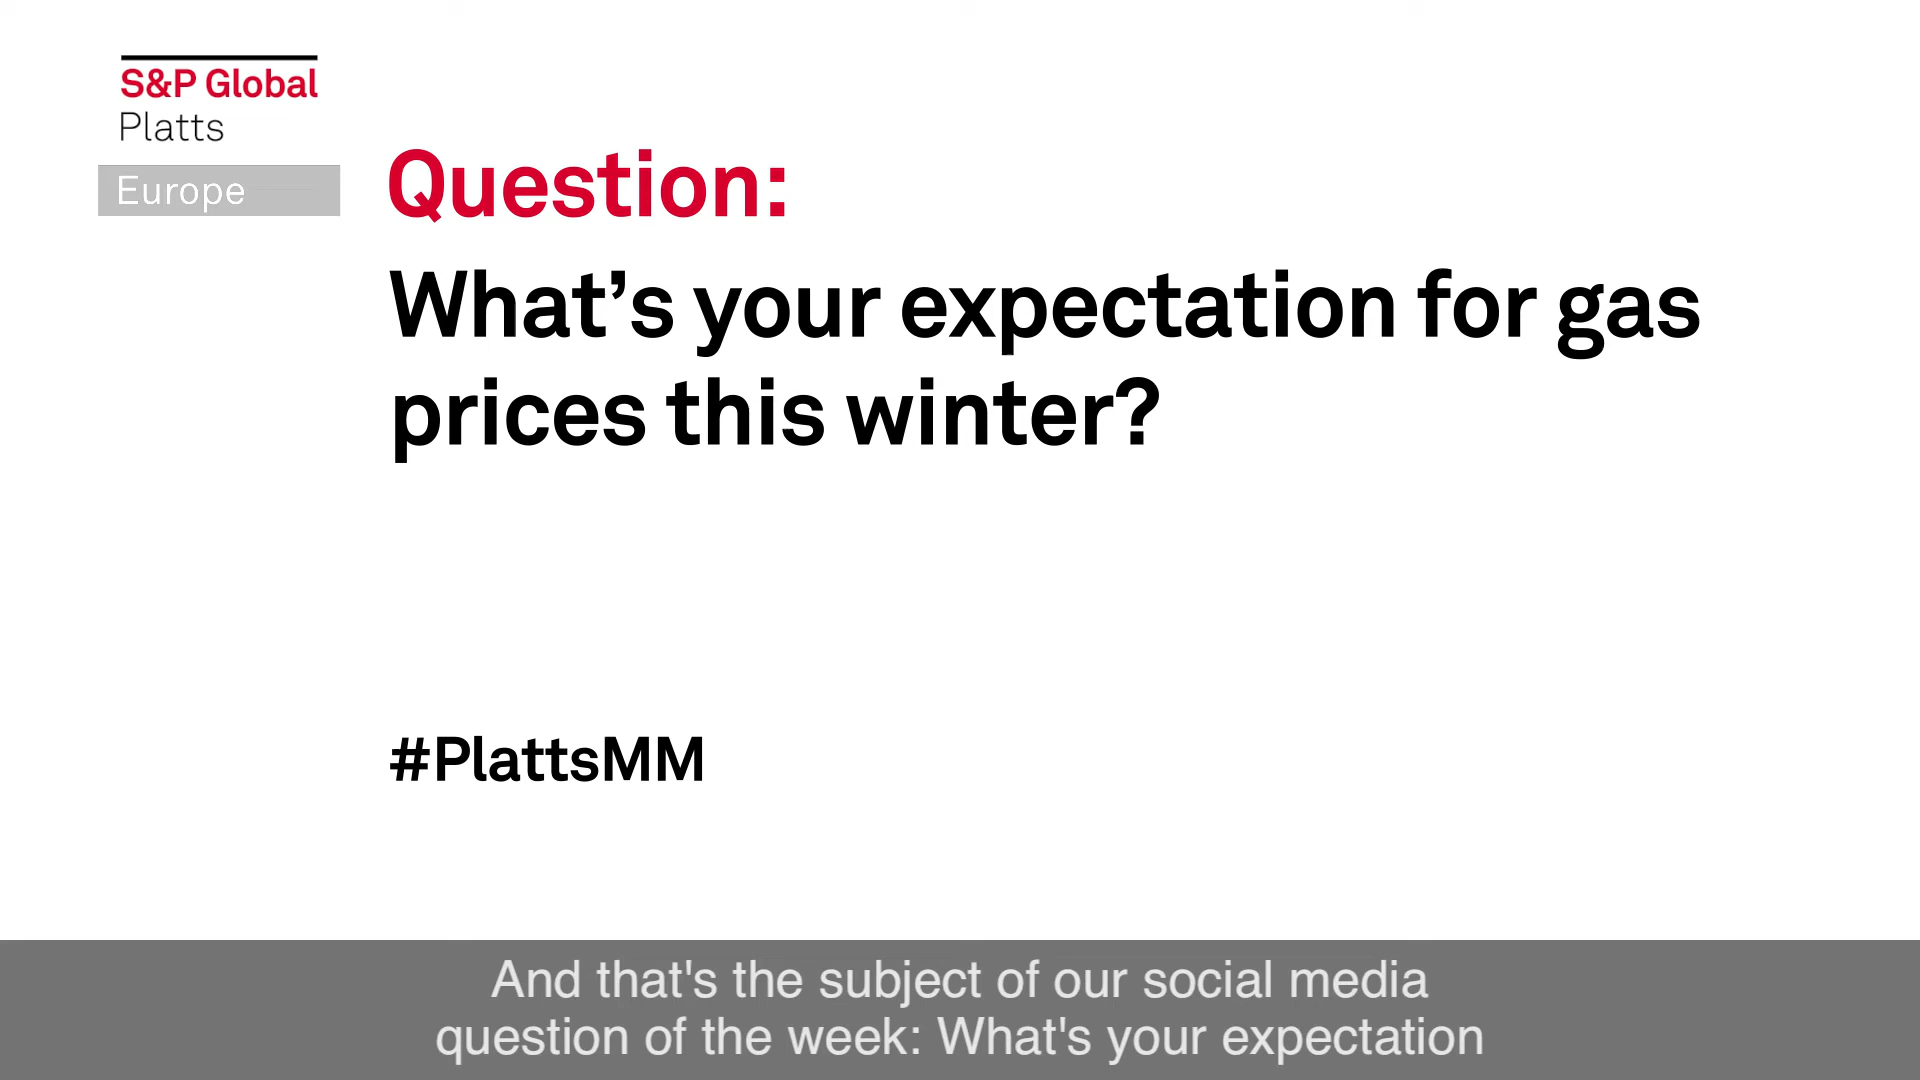 S&P Global
Platts
Europe
Question:
What’s your expectation for gas
prices this winter?
#PlattsMM
And that's the subject of our social media
question of the week: What's your expectation